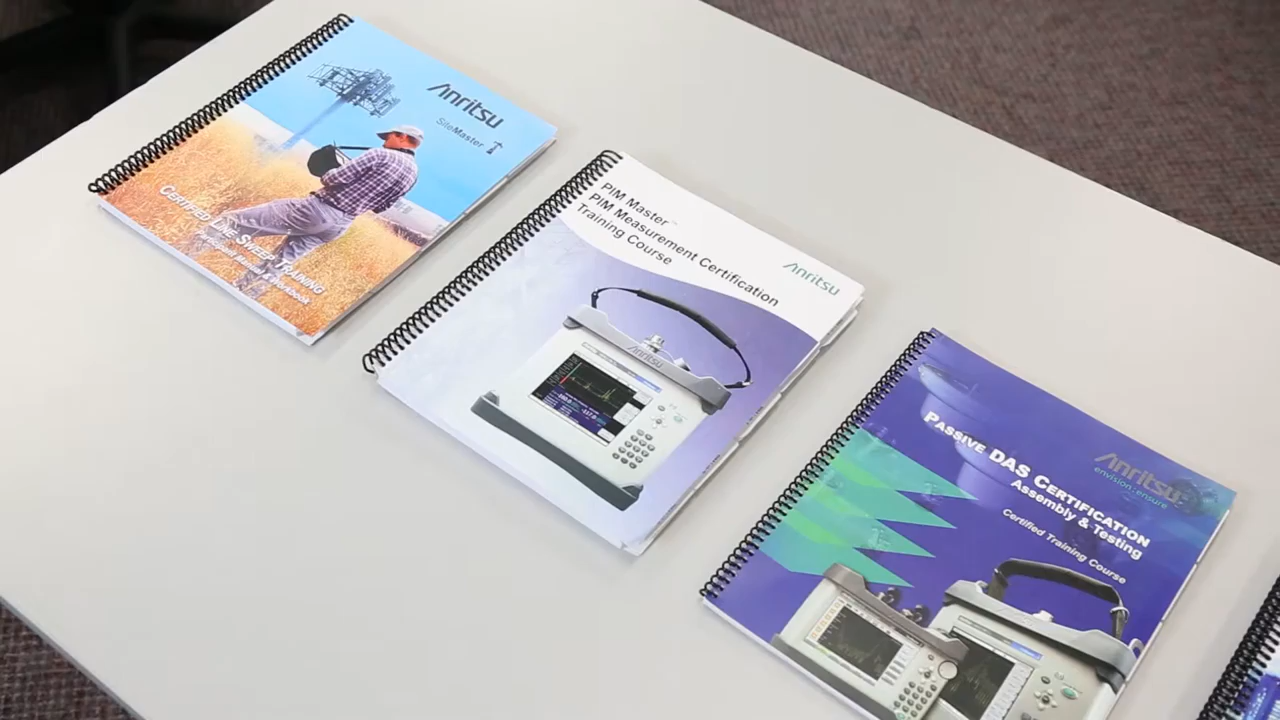 Anritsu
SiteMaster
CERTIFIED LINE SWEEP TRAINING
PIM Master™
PIM Measurement Certification
Training Course
Anritsu
Anritsu
PASSIVE DAS CERTIFICATION
Assembly & Testing
Certified Training Course
Anritsu
envision : ensure